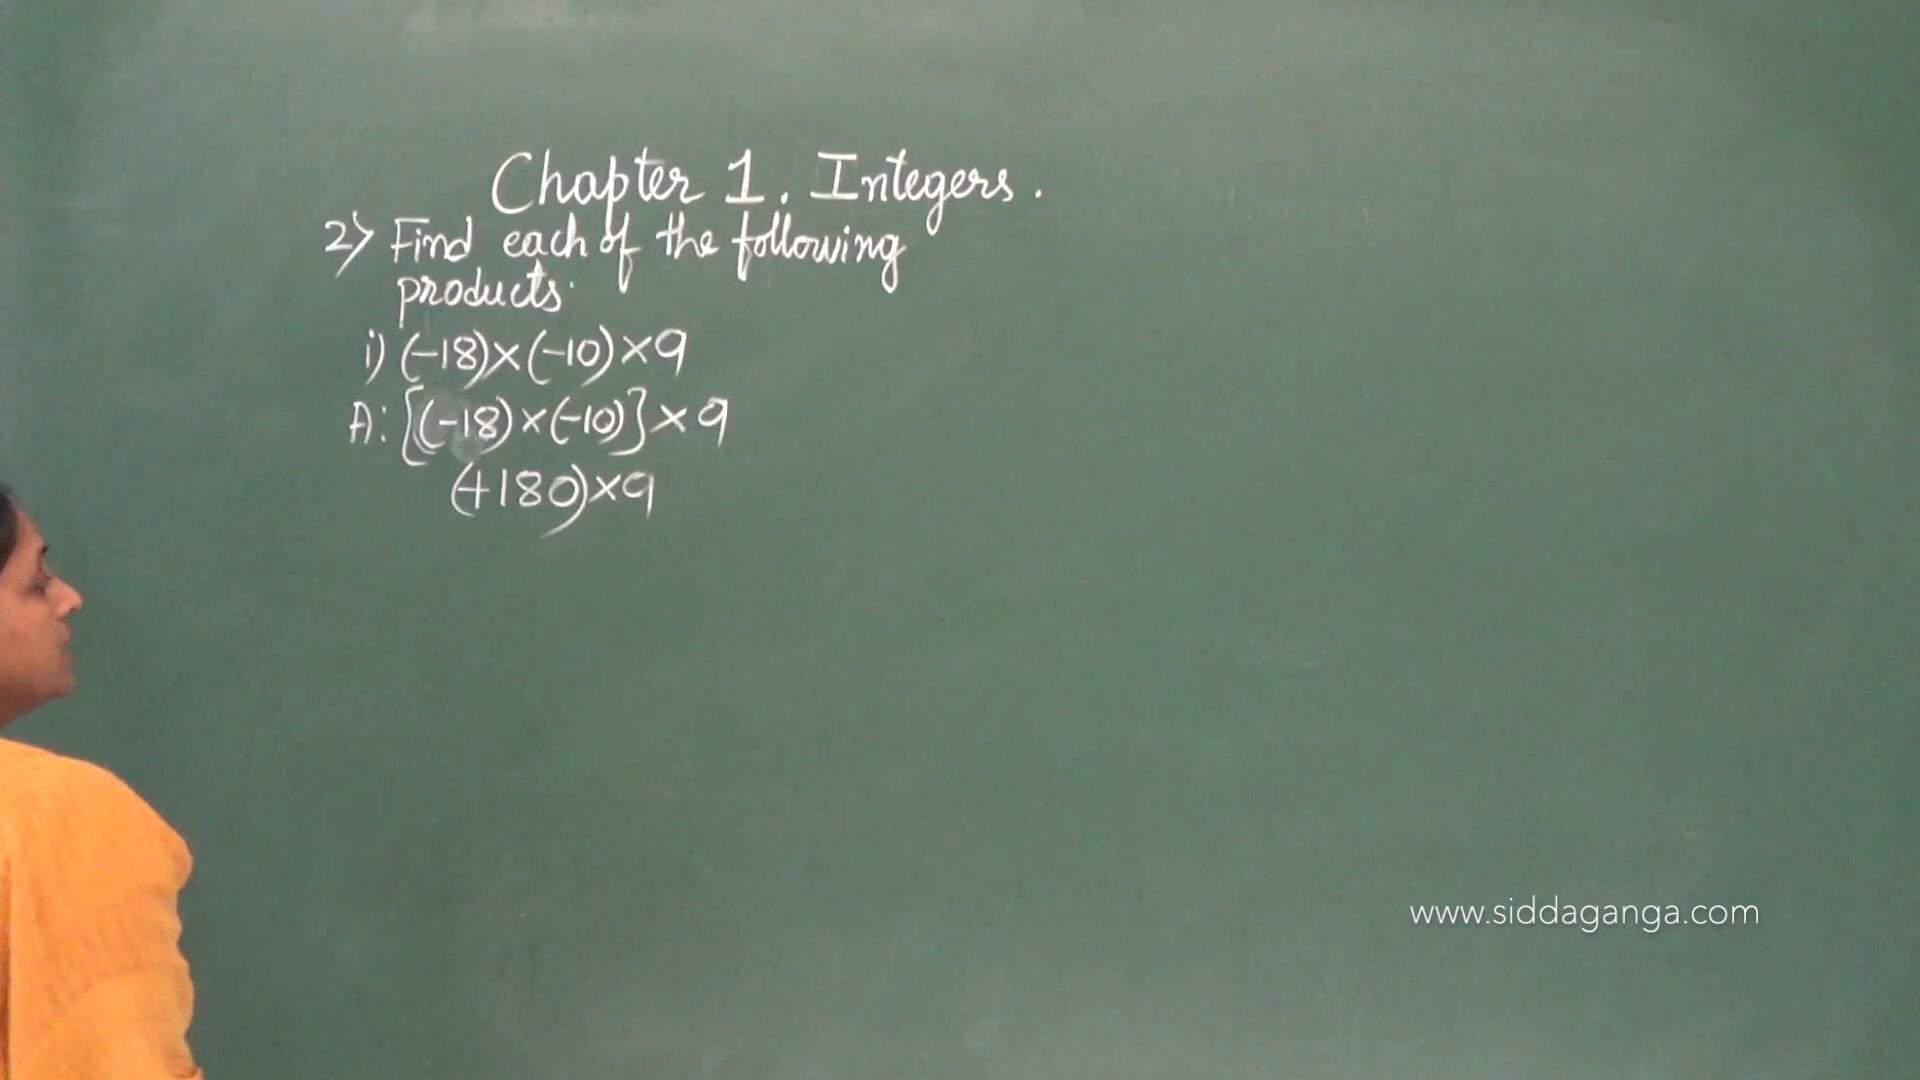 Chapter 1. Integers.
2) Find each of the following
products.
i) (-18)×(-10)×9
A: [(-18)×(-10)]×9
(+180)×9
www.siddaganga.com